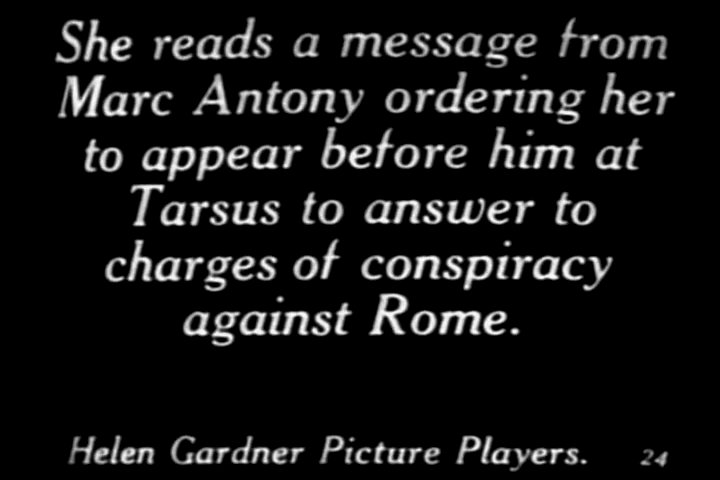 She reads a message from
Marc Antony ordering her
to appear before him at
Tarsus to answer to
charges of conspiracy
against Rome.
Helen Gardner Picture Players. 24